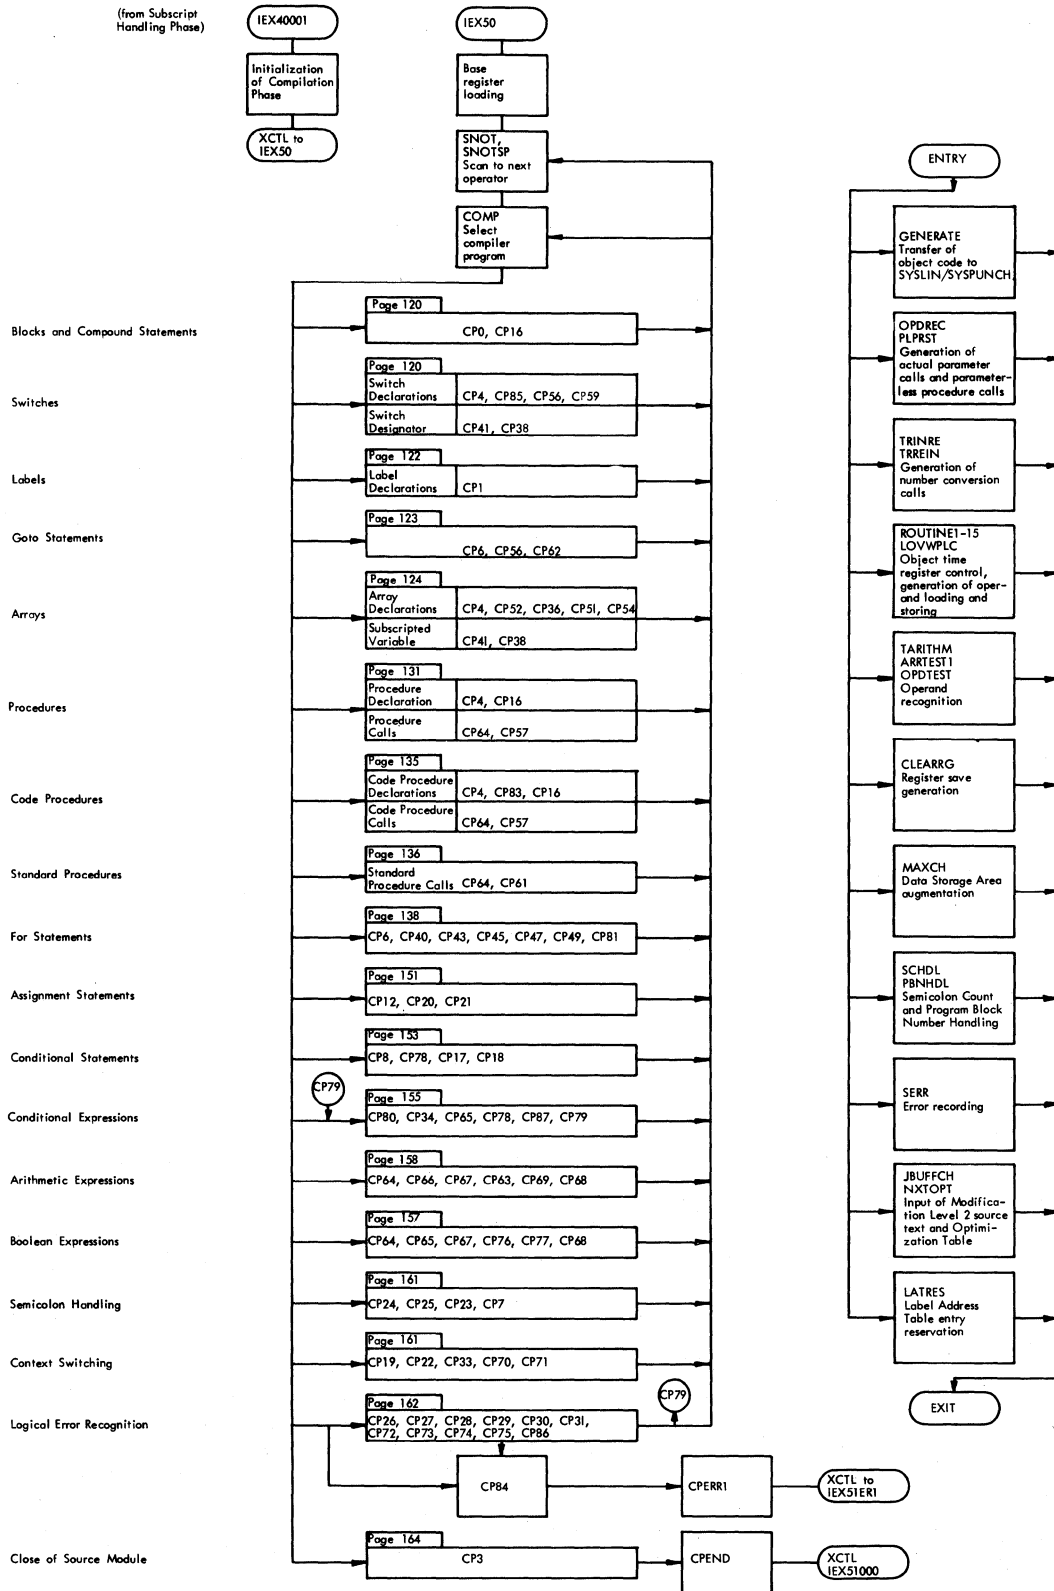 (from Subscript
Handling Phase)
IEX40001
Initialization
of Compilation
Phase
XCTL to
IEX50
IEX50
Base
register
loading
SNOT,
SNOTSP
Scan to next
operator
COMP
Select
compiler
program
Blocks and Compound Statements
Page 120
CP0, CP16
Switches
Page 120
Switch
Declarations
CP4, CP85, CP56, CP59
Switch
Designator
CP41, CP38
Labels
Page 122
Label
Declarations
CP1
Goto Statements
Page 123
CP6, CP56, CP62
Arrays
Page 124
Array
Declarations
CP4, CP52, CP36, CP51, CP54
Subscripted
Variable
CP41, CP38
Procedures
Page 131
Procedure
Declaration
CP4, CP16
Procedure
Calls
CP64, CP57
Code Procedures
Page 135
Code Procedure
Declarations
CP4, CP83, CP16
Code Procedure
Calls
CP64, CP57
Standard Procedures
Page 136
Standard
Procedure Calls
CP64, CP61
For Statements
Page 138
CP6, CP40, CP43, CP45, CP47, CP49, CP81
Assignment Statements
Page 151
CP12, CP20, CP21
Conditional Statements
Page 153
CP8, CP78, CP17, CP18
CP79
Conditional Expressions
Page 155
CP80, CP34, CP65, CP78, CP87, CP79
Arithmetic Expressions
Page 158
CP64, CP66, CP67, CP63, CP69, CP68
Boolean Expressions
Page 157
CP64, CP65, CP67, CP76, CP77, CP68
Semicolon Handling
Page 161
CP24, CP25, CP23, CP7
Context Switching
Page 161
CP19, CP22, CP33, CP70, CP71
CP79
Logical Error Recognition
Page 162
CP26, CP27, CP28, CP29, CP30, CP31,
CP72, CP73, CP74, CP75, CP86
CP84
CPERR1
XCTL to
IEX51ER1
Close of Source Module
Page 164
CP3
CPEND
XCTL
IEX51000
ENTRY
GENERATE
Transfer of
object code to
SYSLIN/SYSPUNCH
OPDREC
PLPRST
Generation of
actual parameter
calls and parameter-
less procedure calls
TRINRE
TRREIN
Generation of
number conversion
calls
ROUTINE1-15
LOVWPLC
Object time
register control,
generation of oper-
and loading and
storing
TARITHM
ARRTEST1
OPDTEST
Operand
recognition
CLEARRG
Register save
generation
MAXCH
Data Storage Area
augmentation
SCHDL
PBNHDL
Semicolon Count
and Program Block
Number Handling
SERR
Error recording
JBUFFCH
NXTOPT
Input of Modifica-
tion Level 2 source
text and Optimi-
zation Table
LATRES
Label Address
Table entry
reservation
EXIT